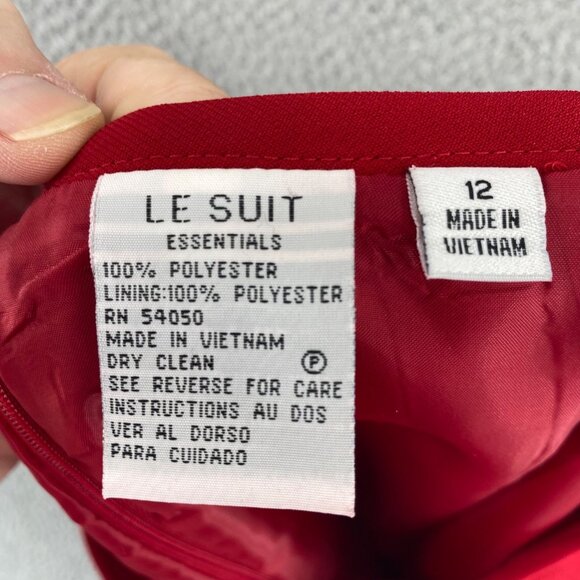 LE SUIT
ESSENTIALS
100% POLYESTER
LINING:100% POLYESTER
RN 54050
MADE IN VIETNAM
DRY CLEAN Ⓟ
SEE REVERSE FOR CARE
INSTRUCTIONS AU DOS
VER AL DORSO
PARA CUIDADO
12
MADE IN
VIETNAM